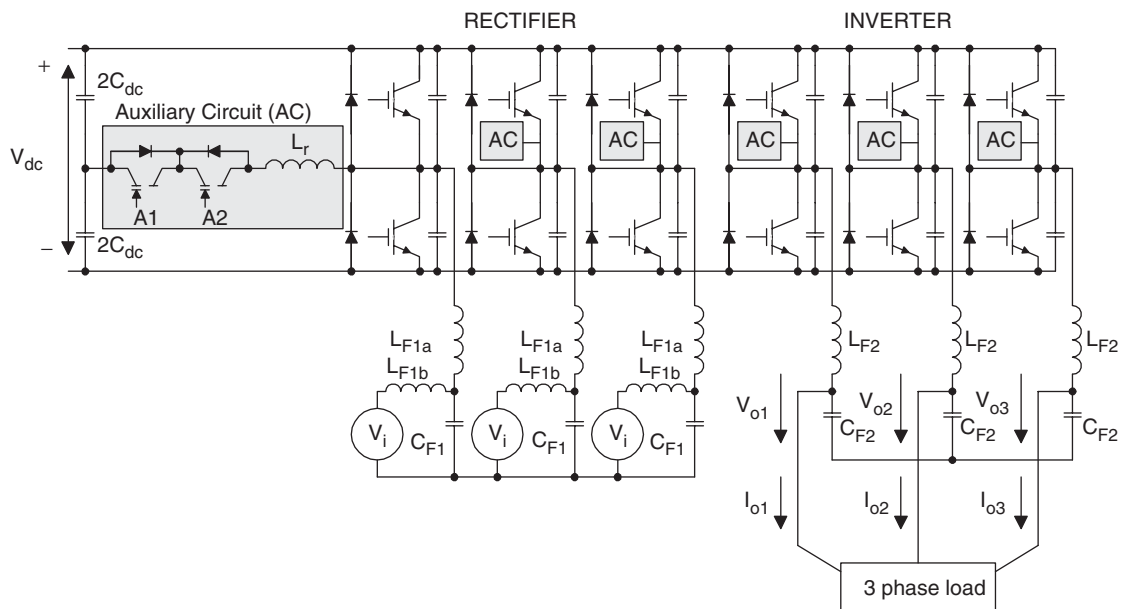 RECTIFIER
INVERTER
+
2C_dc
Auxiliary Circuit (AC)
L_r
AC
AC
AC
AC
AC
V_dc
A1
A2
−
2C_dc
L_F1a
L_F1a
L_F1a
L_F1b
L_F1b
L_F1b
L_F2
L_F2
L_F2
V_i
V_i
V_i
C_F1
C_F1
C_F1
V_o1
V_o2
V_o3
C_F2
C_F2
C_F2
I_o1
I_o2
I_o3
3 phase load